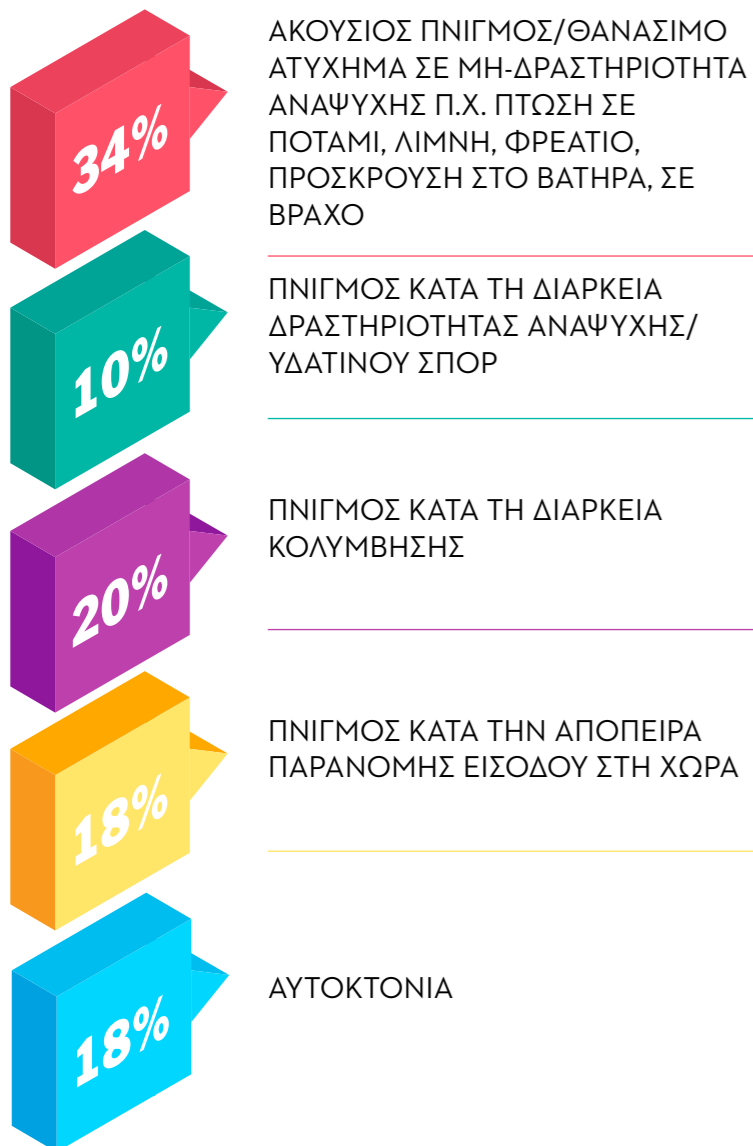 34%
ΑΚΟΥΣΙΟΣ ΠΝΙΓΜΟΣ/ΘΑΝΑΣΙΜΟ
ΑΤΥΧΗΜΑ ΣΕ ΜΗ-ΔΡΑΣΤΗΡΙΟΤΗΤΑ
ΑΝΑΨΥΧΗΣ Π.Χ. ΠΤΩΣΗ ΣΕ
ΠΟΤΑΜΙ, ΛΙΜΝΗ, ΦΡΕΑΤΙΟ,
ΠΡΟΣΚΡΟΥΣΗ ΣΤΟ ΒΑΤΗΡΑ, ΣΕ
ΒΡΑΧΟ
10%
ΠΝΙΓΜΟΣ ΚΑΤΑ ΤΗ ΔΙΑΡΚΕΙΑ
ΔΡΑΣΤΗΡΙΟΤΗΤΑΣ ΑΝΑΨΥΧΗΣ/
ΥΔΑΤΙΝΟΥ ΣΠΟΡ
20%
ΠΝΙΓΜΟΣ ΚΑΤΑ ΤΗ ΔΙΑΡΚΕΙΑ
ΚΟΛΥΜΒΗΣΗΣ
18%
ΠΝΙΓΜΟΣ ΚΑΤΑ ΤΗΝ ΑΠΟΠΕΙΡΑ
ΠΑΡΑΝΟΜΗΣ ΕΙΣΟΔΟΥ ΣΤΗ ΧΩΡΑ
18%
ΑΥΤΟΚΤΟΝΙΑ